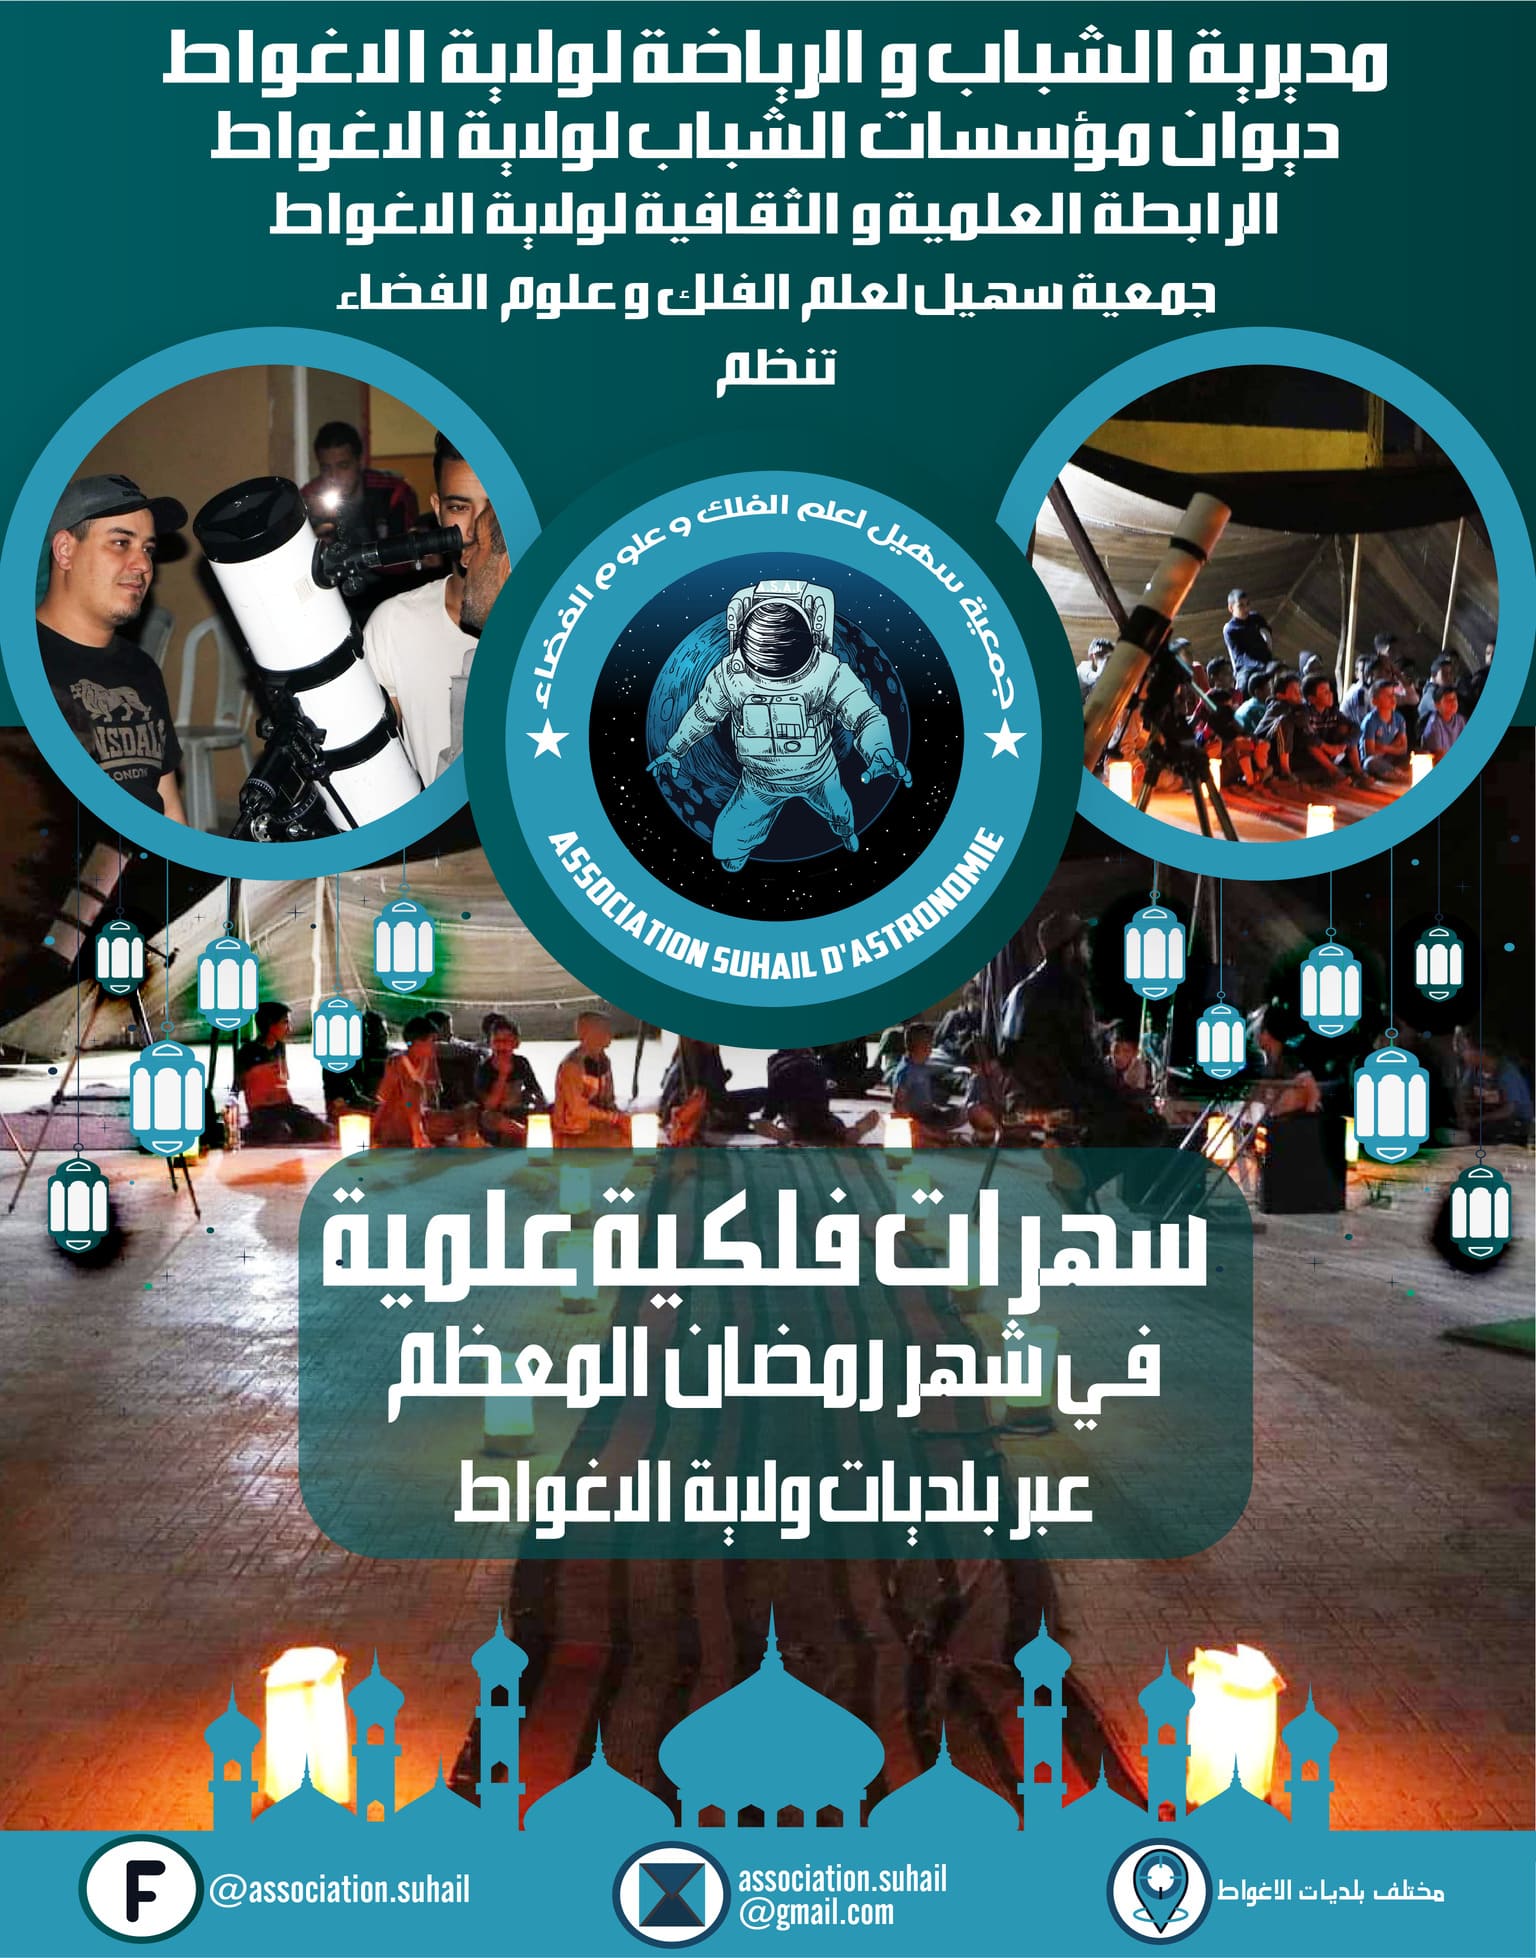 مديرية الشباب و الرياضة لولاية الاغواط
ديوان مؤسسات الشباب لولاية الاغواط
الرابطة العلمية و الثقافية لولاية الاغواط
جمعية سهيل لعلم الفلك و علوم الفضاء
تنظم
جمعية سهيل لعلم الفلك و علوم الفضاء
A.S.A.L
ASSOCIATION SUHAIL D'ASTRONOMIE
LONSDALE
LONDON
سهرات فلكية علمية
في شهر رمضان المعظم
عبر بلديات ولاية الاغواط
F
@association.suhail
association.suhail
@gmail.com
مختلف بلديات الاغواط